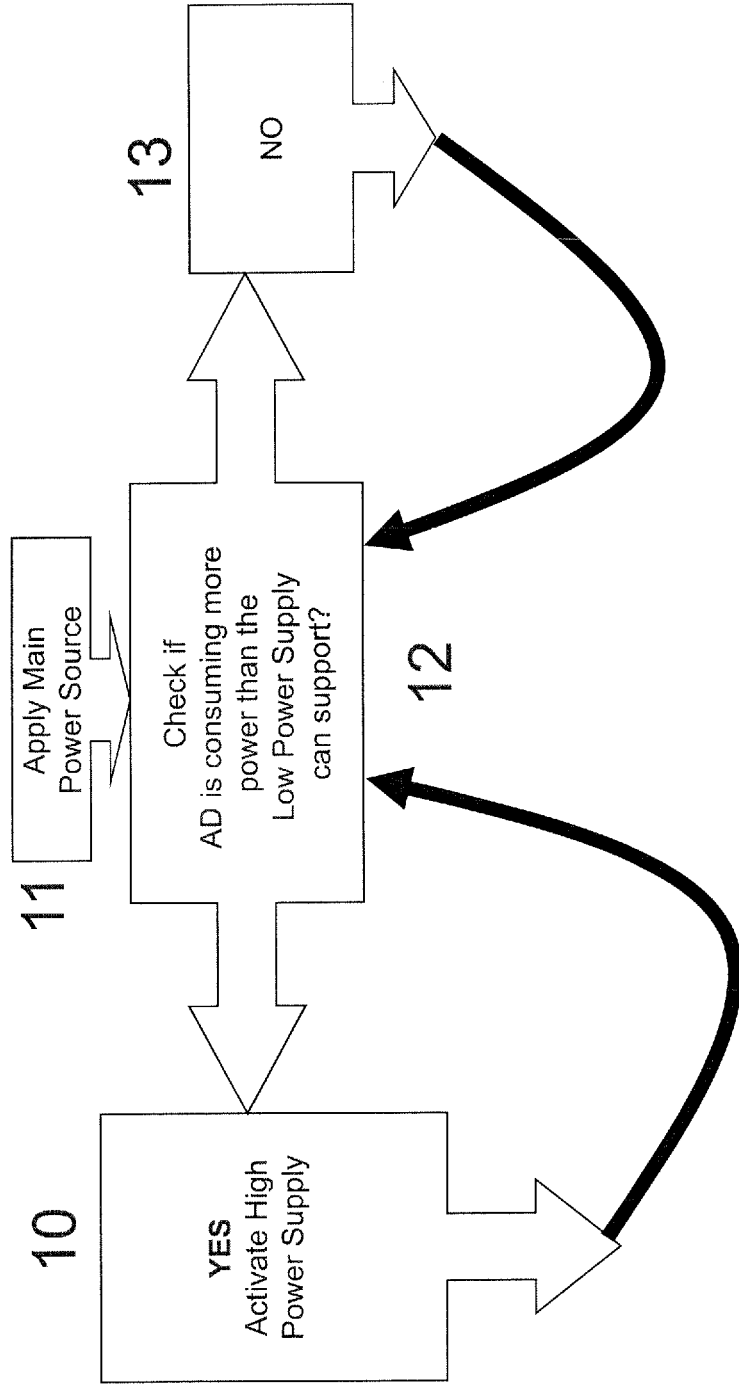 11
Apply Main
Power Source
10
YES
Activate High
Power Supply
Check if
AD is consuming more
power than the
Low Power Supply
can support?
12
13
NO